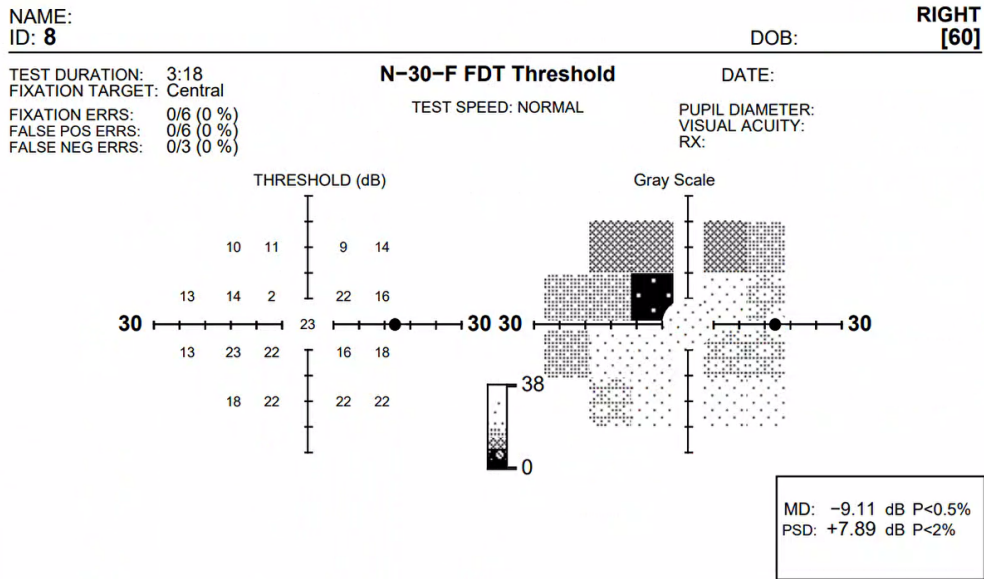 NAME:
RIGHT
ID: 8
DOB:
[60]
TEST DURATION: 3:18
FIXATION TARGET: Central
N−30−F FDT Threshold
DATE:
TEST SPEED: NORMAL
FIXATION ERRS: 0/6 (0 %)
FALSE POS ERRS: 0/6 (0 %)
FALSE NEG ERRS: 0/3 (0 %)
PUPIL DIAMETER:
VISUAL ACUITY:
RX:
THRESHOLD (dB)
10 11 9 14
13 14 2 22 16
30 23 30
13 23 22 16 18
18 22 22 22
Gray Scale
30 30
38
0
MD: −9.11 dB P<0.5%
PSD: +7.89 dB P<2%